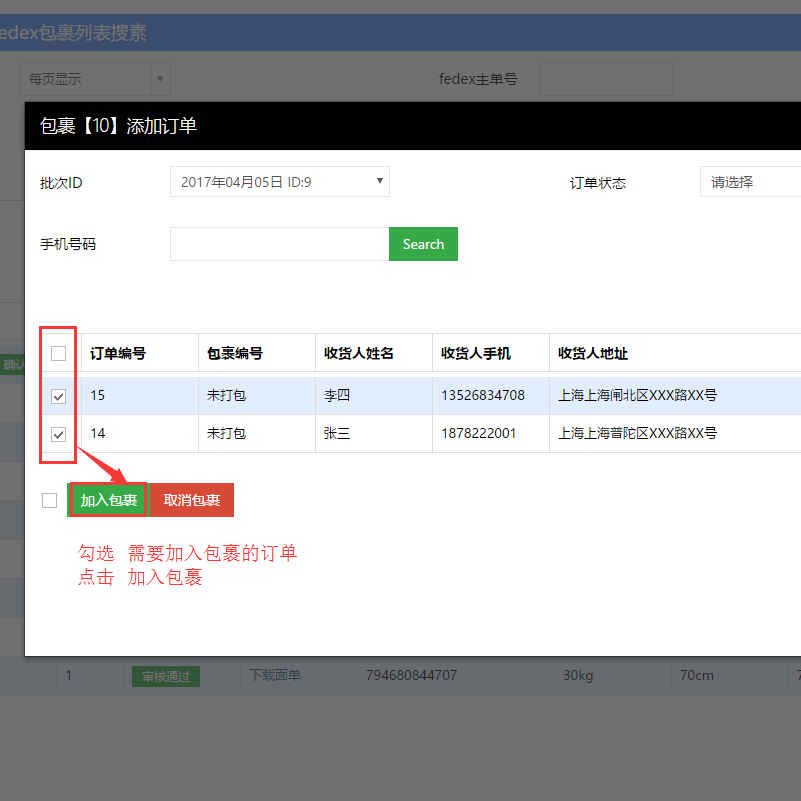 edex包裹列表搜素
每页显示 fedex主单号
包裹【10】添加订单
批次ID 2017年04月05日 ID:9 订单状态 请选择
手机号码 Search
订单编号 包裹编号 收货人姓名 收货人手机 收货人地址
确认
15 未打包 李四 13526834708 上海上海闸北区XXX路XX号
14 未打包 张三 1878222001 上海上海普陀区XXX路XX号
加入包裹 取消包裹
勾选 需要加入包裹的订单
点击 加入包裹
1 审核通过 下载面单 794680844707 30kg 70cm